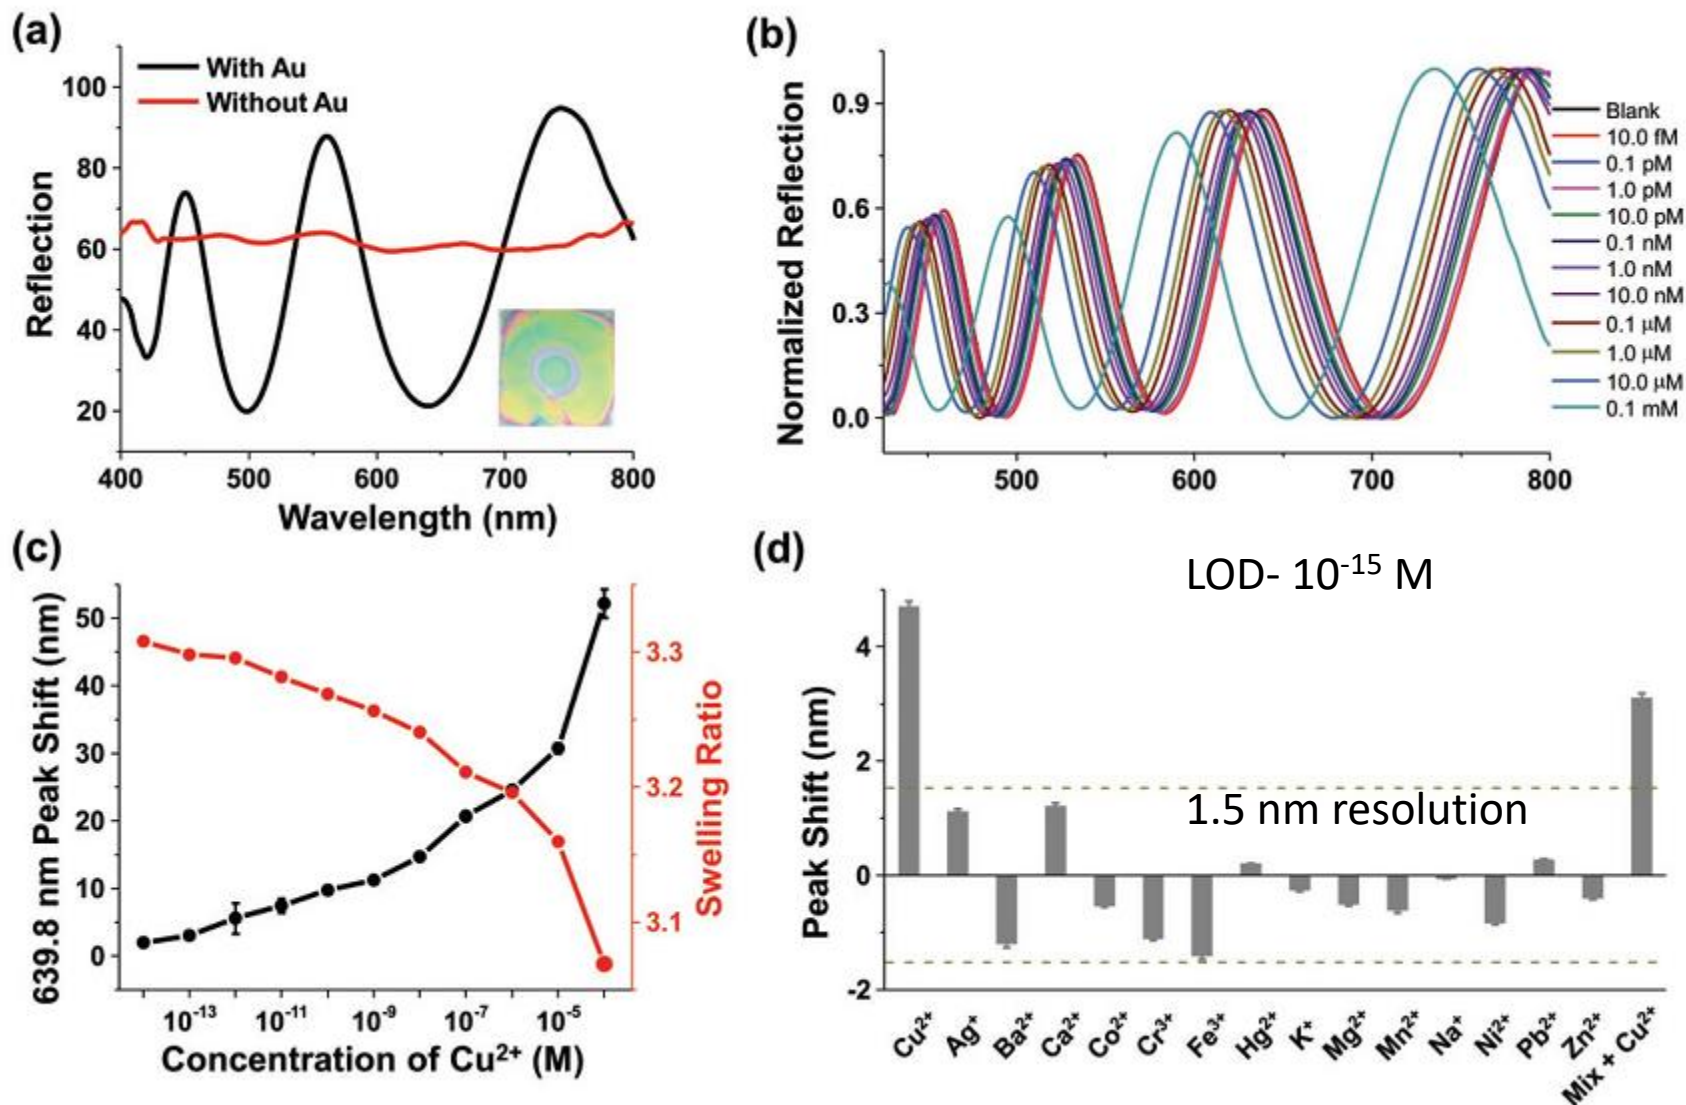 (a)
With Au
Without Au
100
80
60
40
20
Reflection
400 500 600 700 800
Wavelength (nm)
(b)
0.9
0.6
0.3
0.0
Normalized Reflection
500 600 700 800
Blank
10.0 fM
0.1 pM
1.0 pM
10.0 pM
0.1 nM
1.0 nM
10.0 nM
0.1 μM
1.0 μM
10.0 μM
0.1 mM
(c)
50
40
30
20
10
0
639.8 nm Peak Shift (nm)
3.3
3.2
3.1
Swelling Ratio
10⁻¹³ 10⁻¹¹ 10⁻⁹ 10⁻⁷ 10⁻⁵
Concentration of Cu²⁺ (M)
(d)
LOD- 10⁻¹⁵ M
4
2
0
-2
Peak Shift (nm)
1.5 nm resolution
Cu²⁺ Ag⁺ Ba²⁺ Ca²⁺ Co²⁺ Cr³⁺ Fe³⁺ Hg²⁺ K⁺ Mg²⁺ Mn²⁺ Na⁺ Ni²⁺ Pb²⁺ Zn²⁺ Mix + Cu²⁺